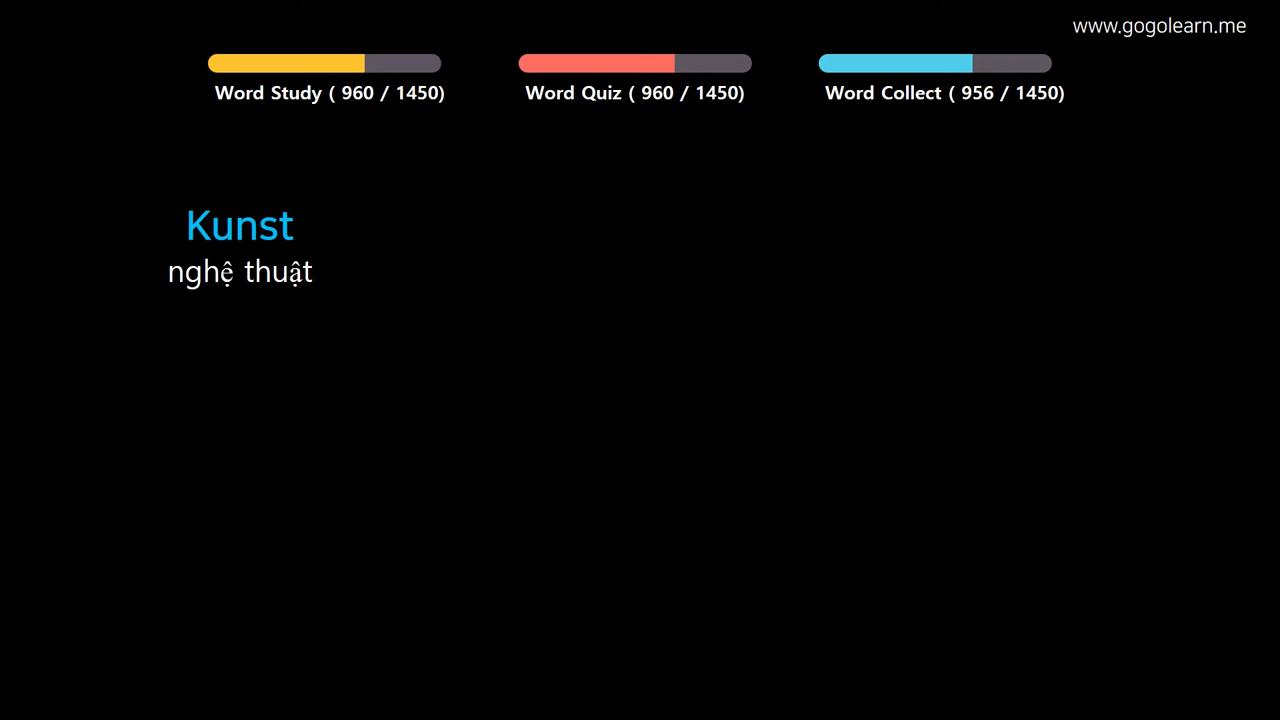 www.gogolearn.me
Word Study ( 960 / 1450)
Word Quiz ( 960 / 1450)
Word Collect ( 956 / 1450)
Kunst
nghệ thuật